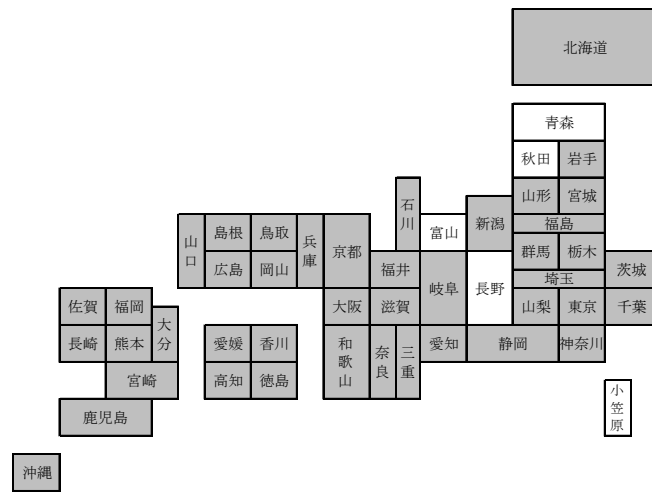 北海道
青森
秋田
岩手
山形
宮城
石川
新潟
福島
山口
島根
鳥取
兵庫
京都
富山
群馬
栃木
広島
岡山
福井
岐阜
長野
埼玉
茨城
佐賀
福岡
大分
大阪
滋賀
山梨
東京
千葉
長崎
熊本
愛媛
香川
和歌山
奈良
三重
愛知
静岡
神奈川
宮崎
高知
徳島
小笠原
鹿児島
沖縄